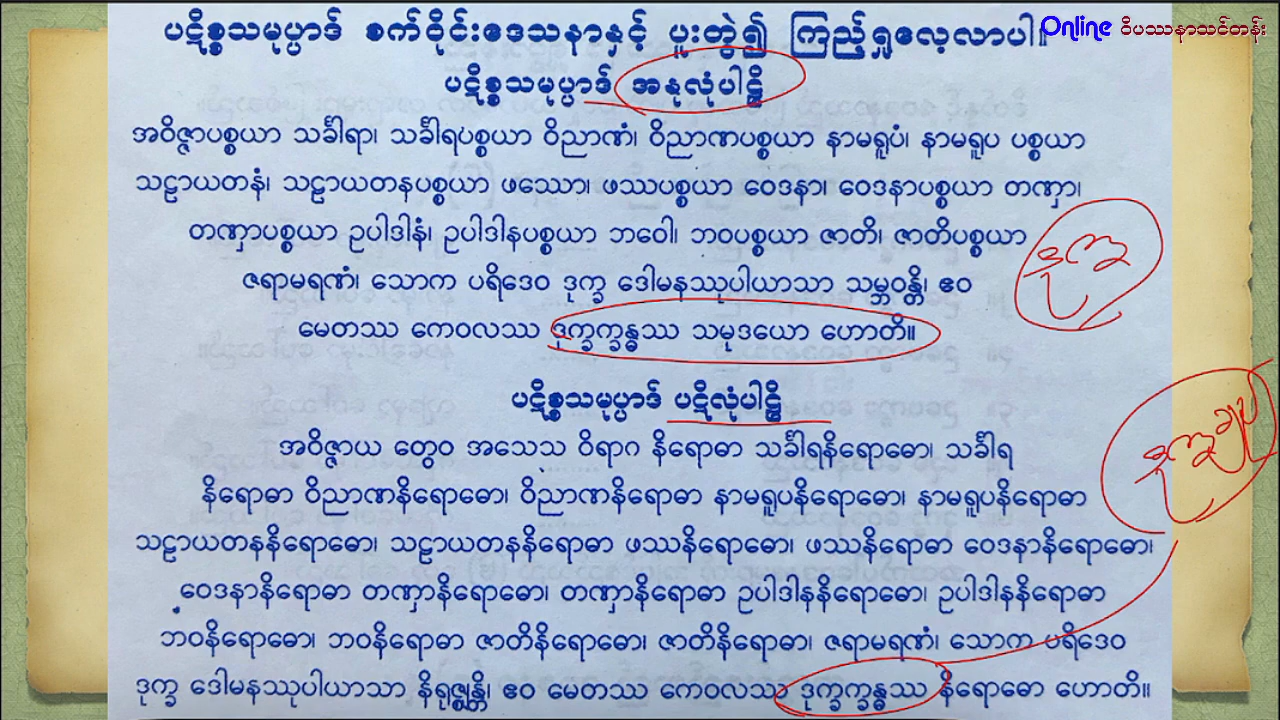 ပဋိစ္စသမုပ္ပာဒ် စက်ဝိုင်းဒေသနာနှင့် ပူးတွဲ၍ ကြည့်ရှုလေ့လာပါ။
Online ဝိပဿနာသင်တန်း
ပဋိစ္စသမုပ္ပာဒ် အနုလုံပါဠိ
အဝိဇ္ဇာပစ္စယာ သင်္ခါရာ၊ သင်္ခါရပစ္စယာ ဝိညာဏံ၊ ဝိညာဏပစ္စယာ နာမရူပံ၊ နာမရူပ ပစ္စယာ
သဠာယတနံ၊ သဠာယတနပစ္စယာ ဖဿော၊ ဖဿပစ္စယာ ဝေဒနာ၊ ဝေဒနာပစ္စယာ တဏှာ၊
တဏှာပစ္စယာ ဥပါဒါနံ၊ ဥပါဒါနပစ္စယာ ဘဝေါ၊ ဘဝပစ္စယာ ဇာတိ၊ ဇာတိပစ္စယာ
ဒုက္ခ
ဇရာမရဏံ၊ သောက ပရိဒေဝ ဒုက္ခ ဒေါမနဿုပါယာသာ သမ္ဘဝန္တိ၊ ဧဝ
မေတဿ ကေဝလဿ ဒုက္ခက္ခန္ဓဿ သမုဒယော ဟောတိ။
ပဋိစ္စသမုပ္ပာဒ် ပဋိလုံပါဠိ
ဒုက္ခချုပ်
အဝိဇ္ဇာယ တွေဝ အသေသ ဝိရာဂ နိရောဓာ သင်္ခါရနိရောဓော၊ သင်္ခါရ
နိရောဓာ ဝိညာဏနိရောဓော၊ ဝိညာဏနိရောဓာ နာမရူပနိရောဓော၊ နာမရူပနိရောဓာ
သဠာယတနနိရောဓော၊ သဠာယတနနိရောဓာ ဖဿနိရောဓော၊ ဖဿနိရောဓာ ဝေဒနာနိရောဓော၊
ဝေဒနာနိရောဓာ တဏှာနိရောဓော၊ တဏှာနိရောဓာ ဥပါဒါနနိရောဓော၊ ဥပါဒါနနိရောဓာ
ဘဝနိရောဓော၊ ဘဝနိရောဓာ ဇာတိနိရောဓော၊ ဇာတိနိရောဓာ၊ ဇရာမရဏံ၊ သောက ပရိဒေဝ
ဒုက္ခ ဒေါမနဿုပါယာသာ နိရုဇ္ဈန္တိ၊ ဧဝ မေတဿ ကေဝလဿ ဒုက္ခက္ခန္ဓဿ နိရောဓော ဟောတိ။